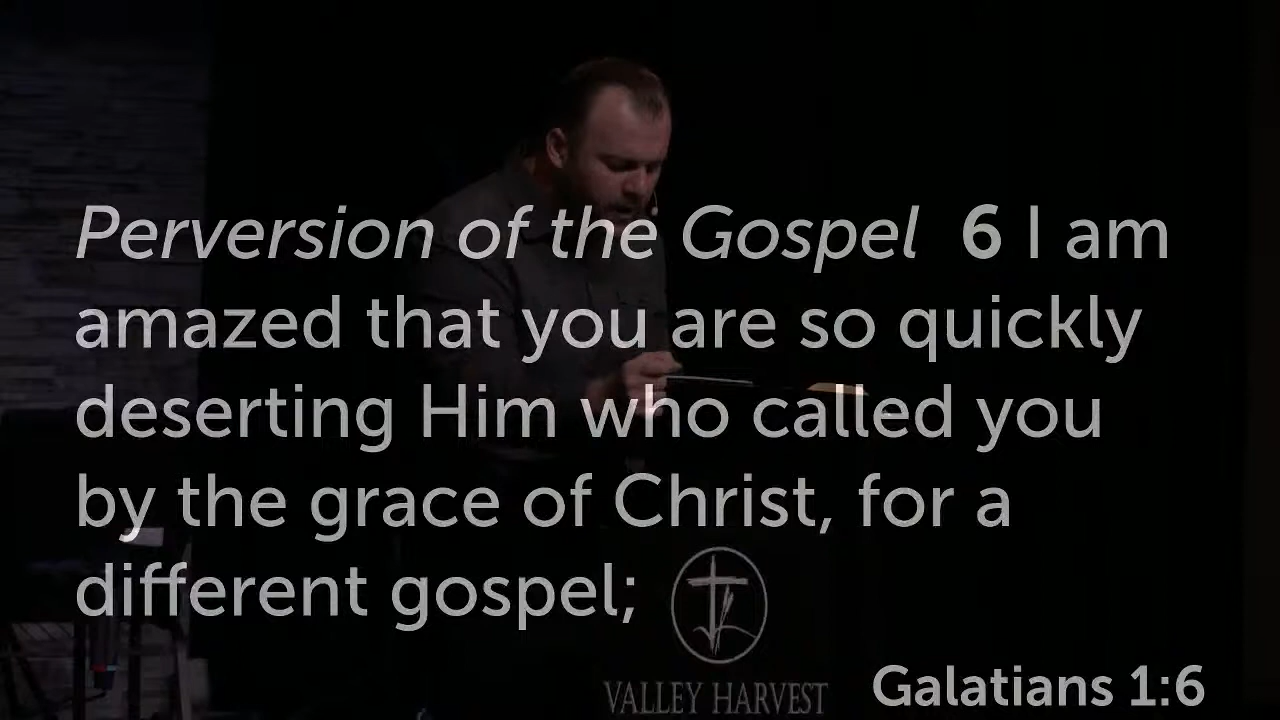 Perversion of the Gospel 6 I am
amazed that you are so quickly
deserting Him who called you
by the grace of Christ, for a
different gospel;
VALLEY HARVEST
Galatians 1:6